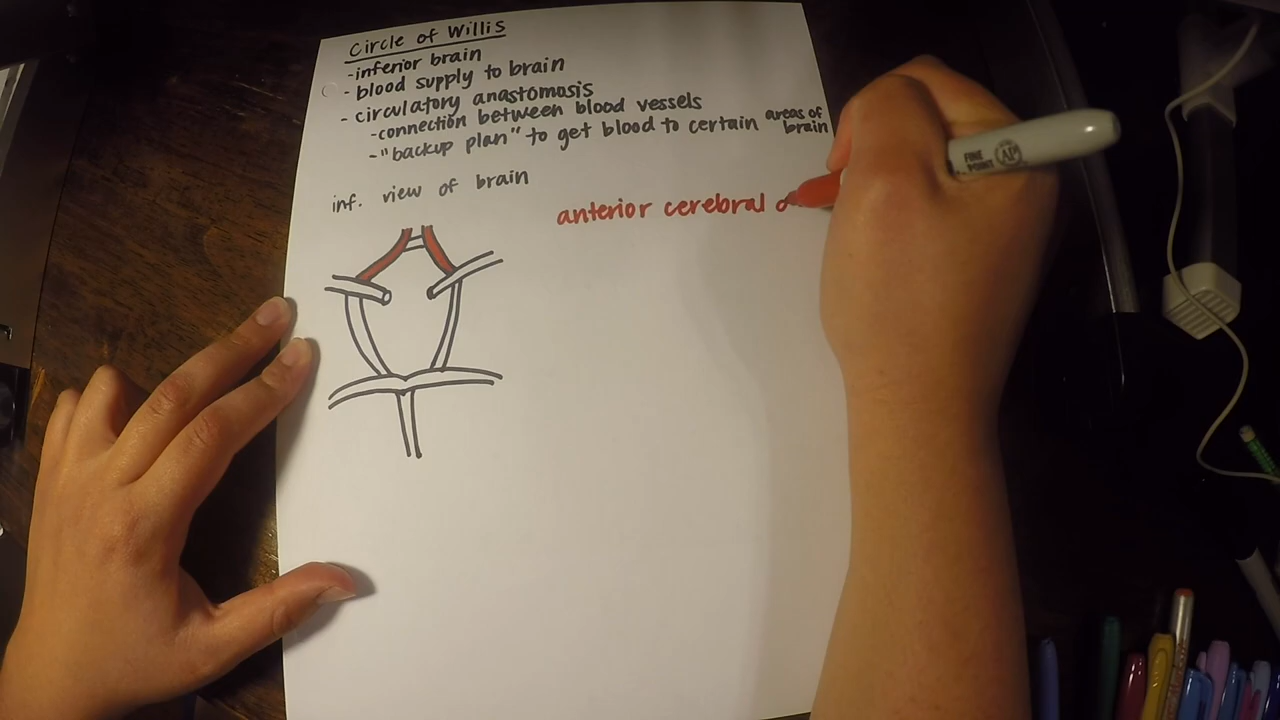 Circle of Willis
-inferior brain
- blood supply to brain
- circulatory anastomosis
-connection between blood vessels
-"backup plan" to get blood to certain areas of brain
inf. view of brain
anterior cerebral a
FINE
POINT
AP